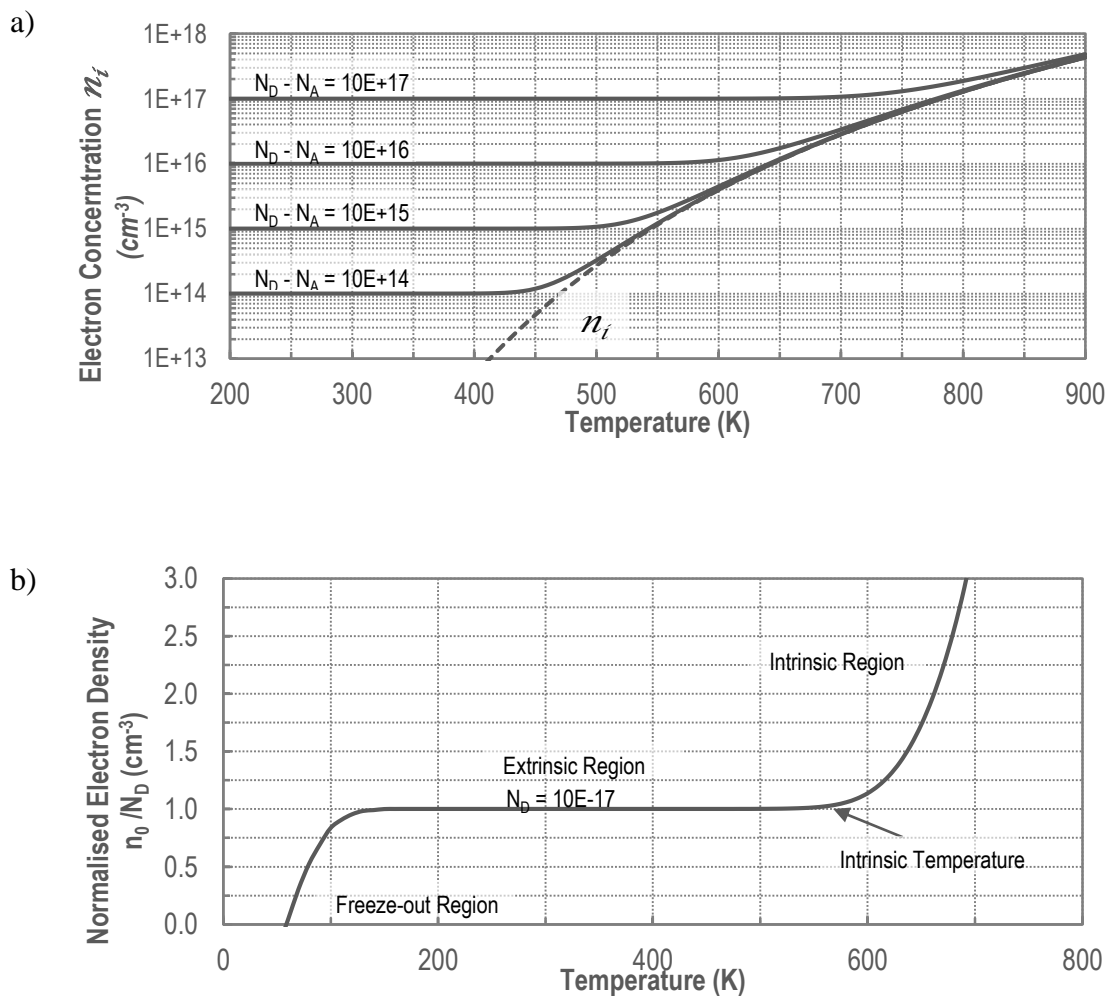 a)
Electron Concerntration n_i
(cm⁻³)
1E+18
1E+17
1E+16
1E+15
1E+14
1E+13
N_D - N_A = 10E+17
N_D - N_A = 10E+16
N_D - N_A = 10E+15
N_D - N_A = 10E+14
n_i
200 300 400 500 600 700 800 900
Temperature (K)
b)
Normalised Electron Density
n₀ /N_D (cm⁻³)
3.0
2.5
2.0
1.5
1.0
0.5
0.0
Intrinsic Region
Extrinsic Region
N_D = 10E-17
Intrinsic Temperature
Freeze-out Region
0 200 400 600 800
Temperature (K)